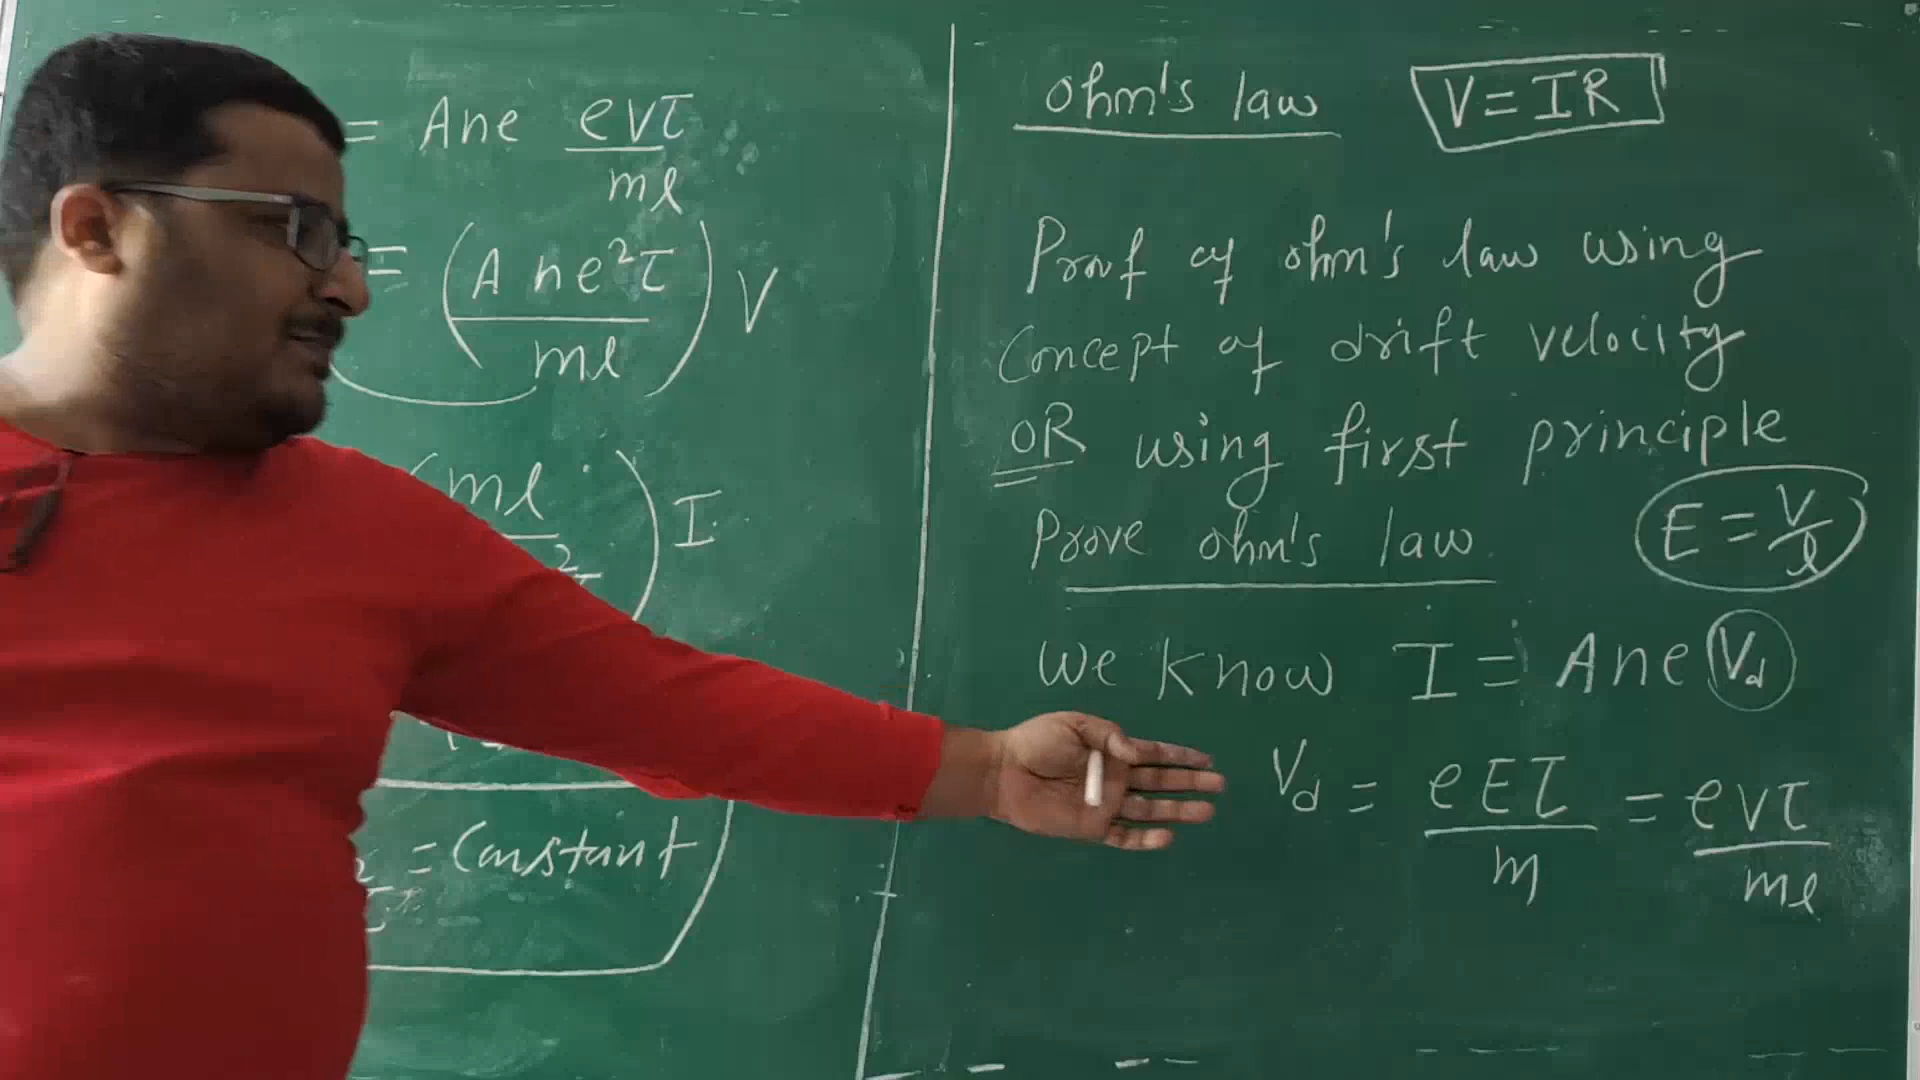 = Ane eVτ
ml
= (A ne²τ) V
ml
(ml) I
2
= Constant
ohm's law V = IR
Proof of ohm's law using
Concept of drift velocity
OR using first principle
Prove ohm's law
E = V/l
We know I = Ane Vd
Vd = eEτ = eVτ
m ml